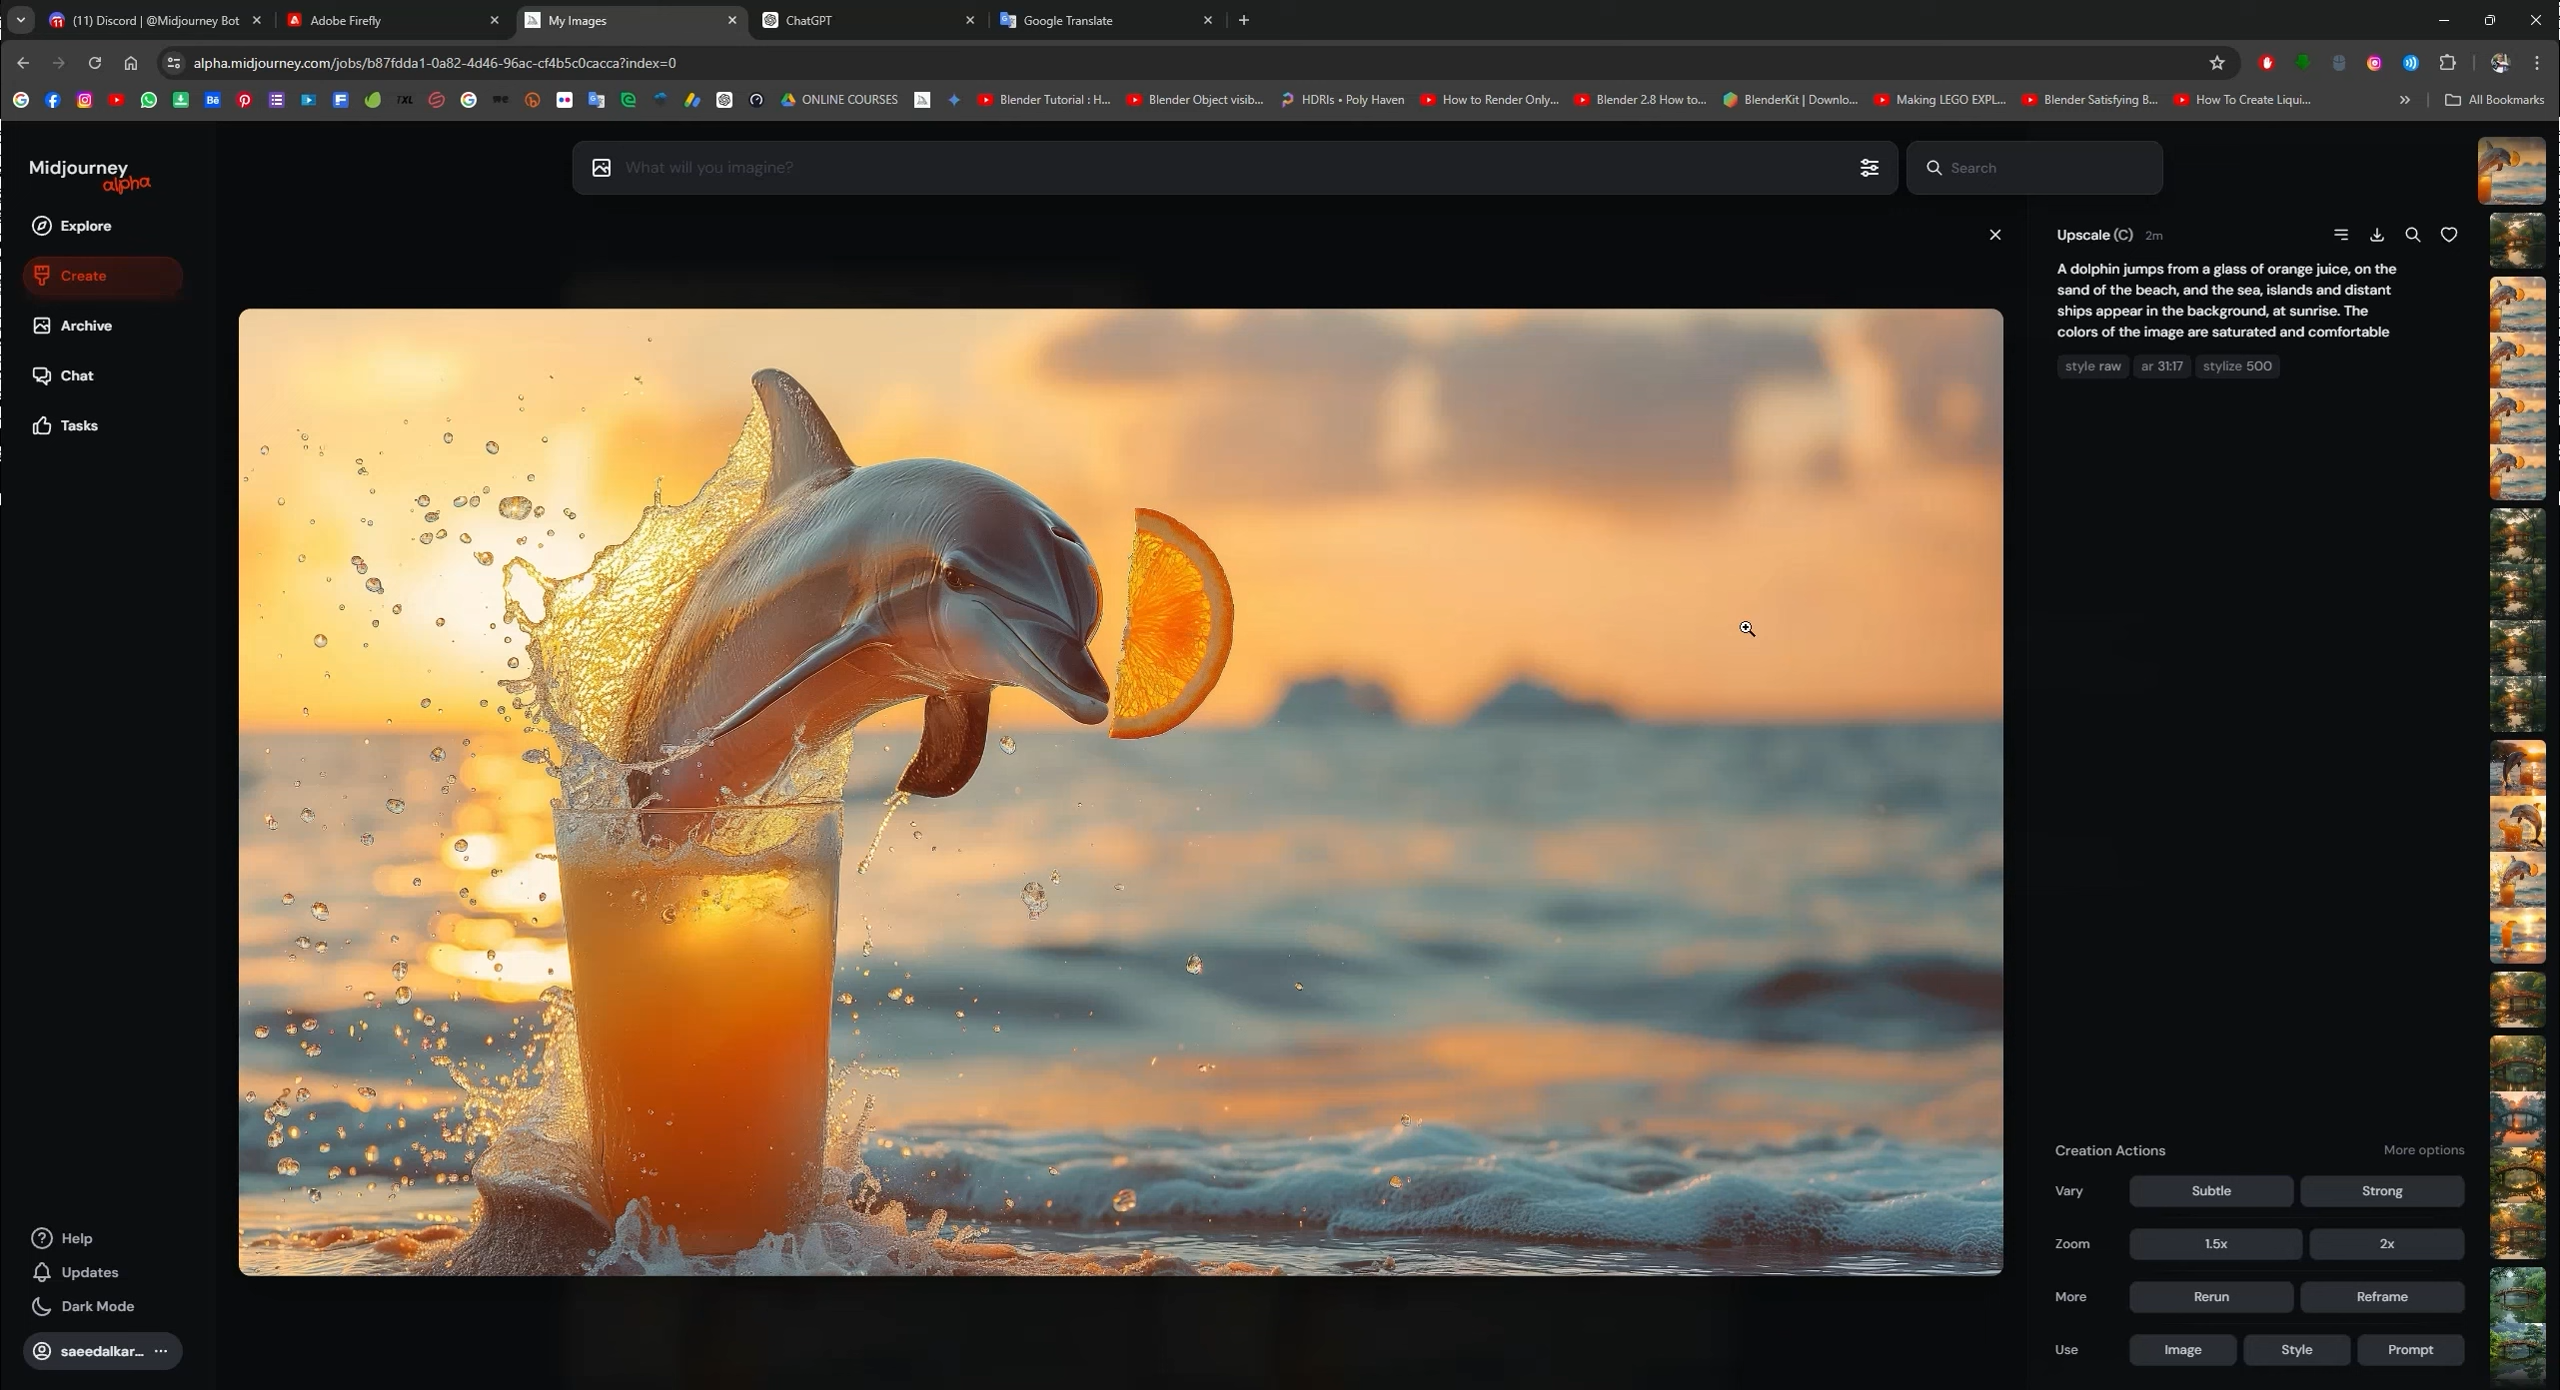 (11) Discord | @Midjourney Bot
Adobe Firefly
My Images
ChatGPT
Google Translate
alpha.midjourney.com/jobs/b87fdda1-0a82-4d46-96ac-cf4b5c0cacca?index=0
ONLINE COURSES
Blender Tutorial : H...
Blender Object visib...
HDRIs • Poly Haven
How to Render Only...
Blender 2.8 How to...
BlenderKit | Downlo...
Making LEGO EXPL...
Blender Satisfying B...
How To Create Liqui...
All Bookmarks
Midjourney
alpha
What will you imagine?
Search
Explore
Create
Archive
Chat
Tasks
Upscale (C) 2m
A dolphin jumps from a glass of orange juice, on the
sand of the beach, and the sea, islands and distant
ships appear in the background, at sunrise. The
colors of the image are saturated and comfortable
style raw
ar 31:17
stylize 500
Creation Actions
More options
Vary
Subtle
Strong
Zoom
1.5x
2x
More
Rerun
Reframe
Use
Image
Style
Prompt
Help
Updates
Dark Mode
saeedalkar...